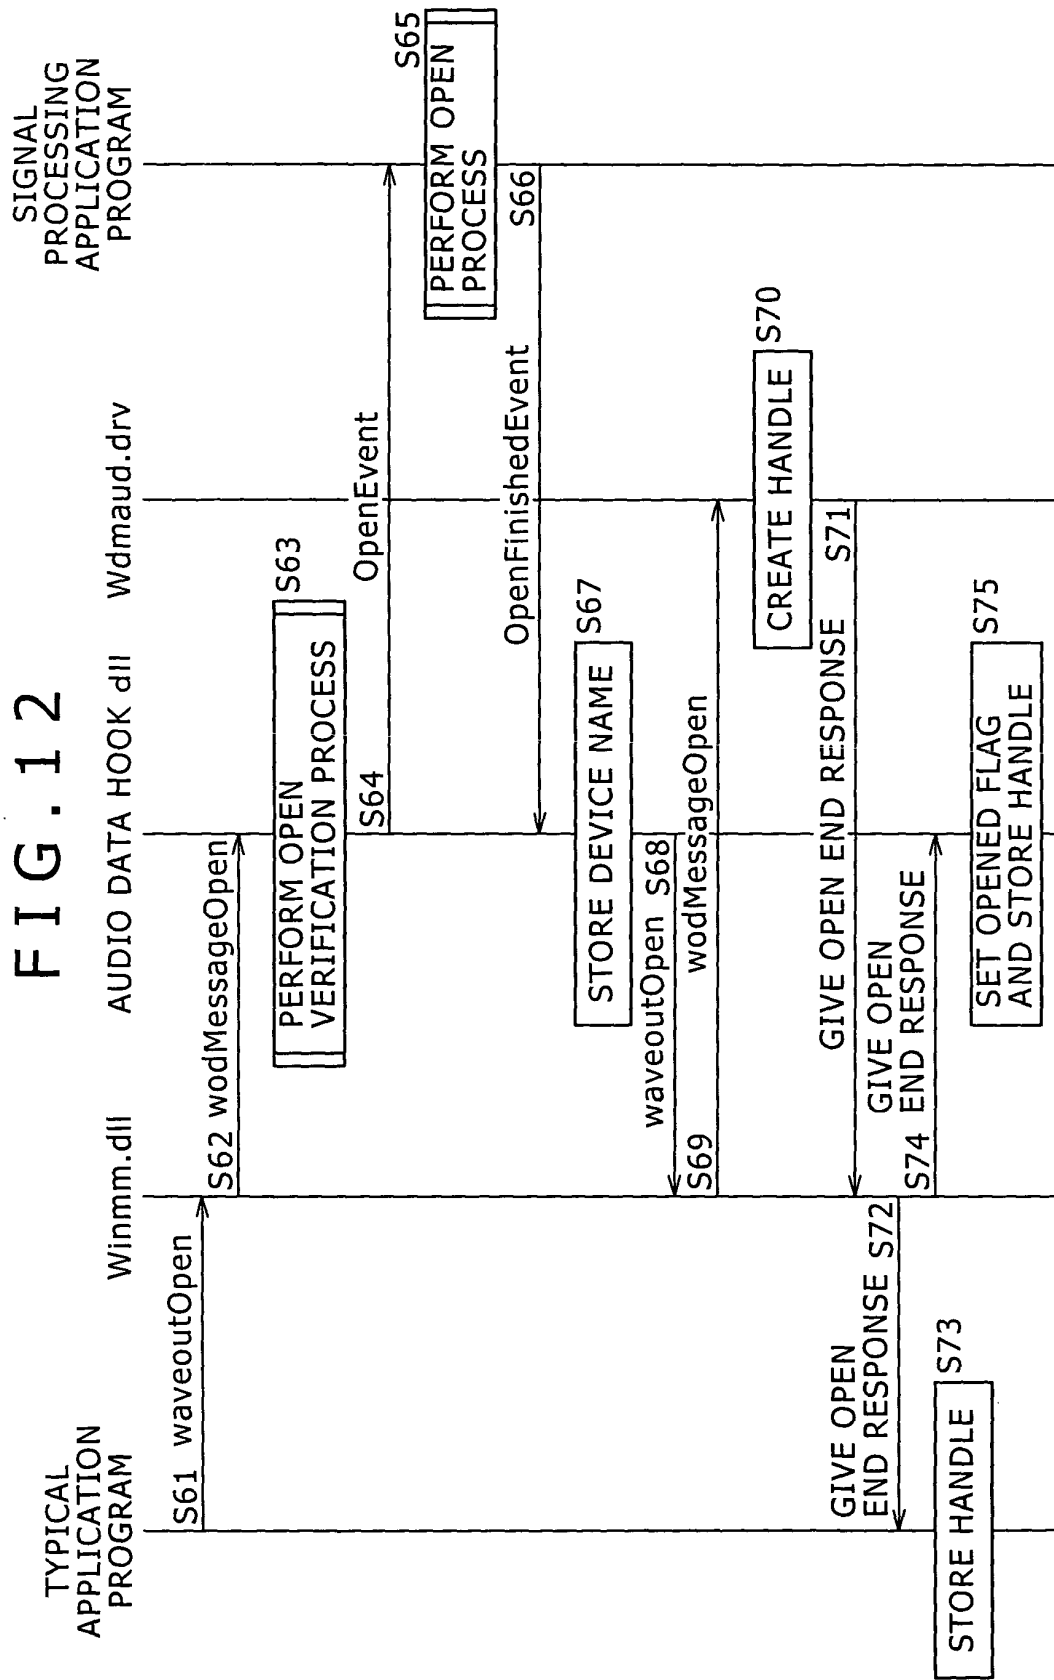 FIG.12
TYPICAL
APPLICATION
PROGRAM
Winmm.dll
AUDIO DATA HOOK dll
Wdmaud.drv
SIGNAL
PROCESSING
APPLICATION
PROGRAM
S61 waveoutOpen
S62 wodMessageOpen
PERFORM OPEN
VERIFICATION PROCESS
S63
S64
OpenEvent
S65
PERFORM OPEN
PROCESS
S66
OpenFinishedEvent
STORE DEVICE NAME
S67
waveoutOpen S68
S69
wodMessageOpen
CREATE HANDLE
S70
GIVE OPEN END RESPONSE
S71
GIVE OPEN
END RESPONSE S72
STORE HANDLE
S73
GIVE OPEN
END RESPONSE
S74
SET OPENED FLAG
AND STORE HANDLE
S75